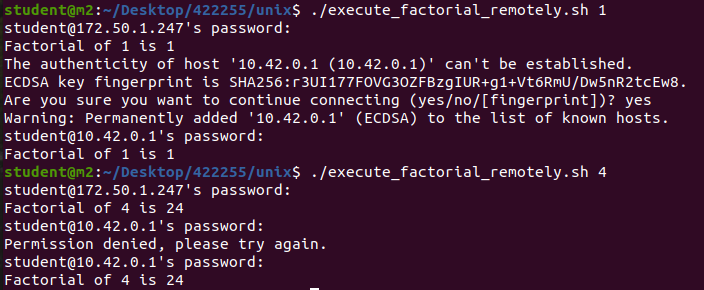 student@m2:~/Desktop/422255/unix$ ./execute_factorial_remotely.sh 1
student@172.50.1.247's password:
Factorial of 1 is 1
The authenticity of host '10.42.0.1 (10.42.0.1)' can't be established.
ECDSA key fingerprint is SHA256:r3UI177FOVG3OZFBzgIUR+g1+Vt6RmU/Dw5nR2tcEw8.
Are you sure you want to continue connecting (yes/no/[fingerprint])? yes
Warning: Permanently added '10.42.0.1' (ECDSA) to the list of known hosts.
student@10.42.0.1's password:
Factorial of 1 is 1
student@m2:~/Desktop/422255/unix$ ./execute_factorial_remotely.sh 4
student@172.50.1.247's password:
Factorial of 4 is 24
student@10.42.0.1's password:
Permission denied, please try again.
student@10.42.0.1's password:
Factorial of 4 is 24